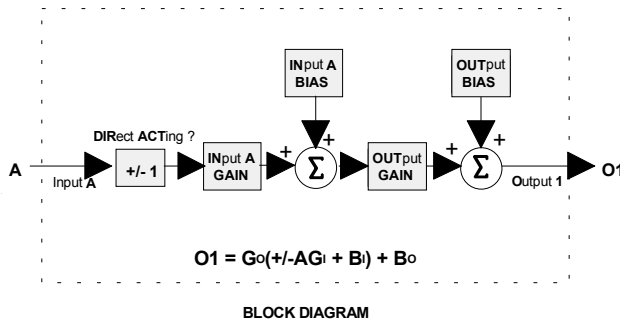 INput A
BIAS
OUTput
BIAS
DIRect ACTing ?
+
+
A
Input A
+/- 1
INput A
GAIN
+
Σ
OUTput
GAIN
+
Σ
Output 1
O1
O1 = GO(+/-AGI + BI) + BO
BLOCK DIAGRAM